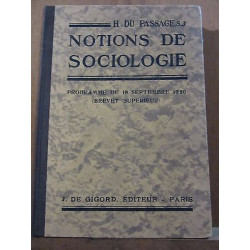 H. DU PASSAGE S.J.
NOTIONS DE
SOCIOLOGIE
PROGRAMME DU 18 SEPTEMBRE 1920
(BREVET SUPÉRIEUR)
J. DE GIGORD, ÉDITEUR - PARIS